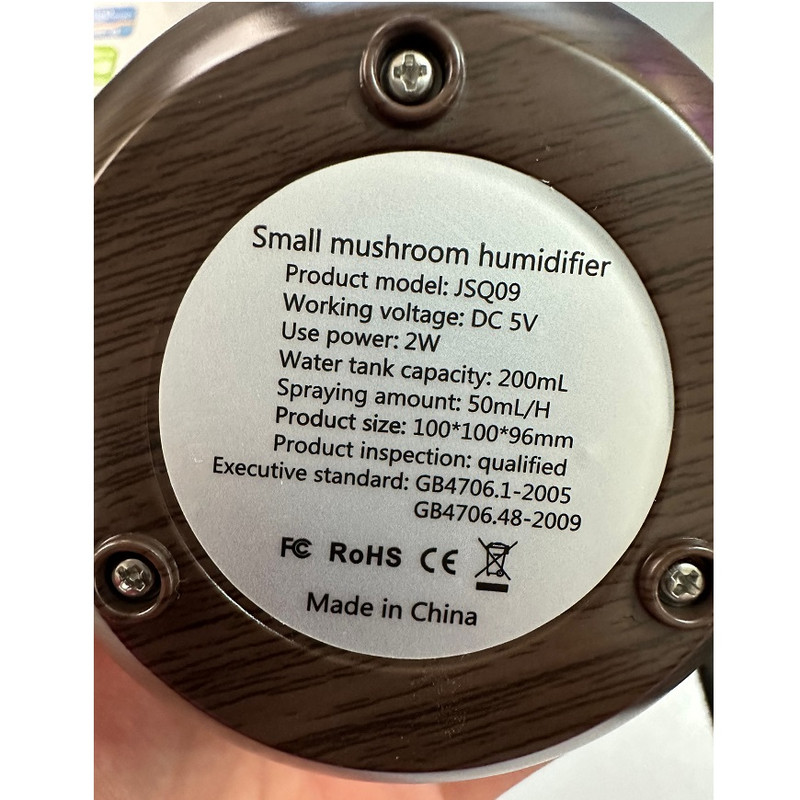 Small mushroom humidifier
Product model: JSQ09
Working voltage: DC 5V
Use power: 2W
Water tank capacity: 200mL
Spraying amount: 50mL/H
Product size: 100*100*96mm
Product inspection: qualified
Executive standard: GB4706.1-2005
GB4706.48-2009
FC RoHS CE
Made in China